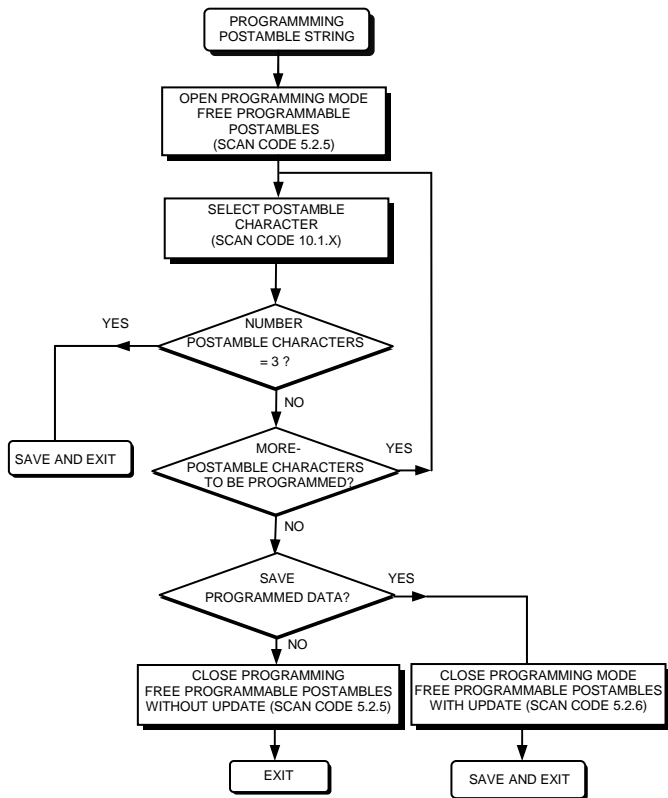 PROGRAMMMING
POSTAMBLE STRING
OPEN PROGRAMMING MODE
FREE PROGRAMMABLE
POSTAMBLES
(SCAN CODE 5.2.5)
SELECT POSTAMBLE
CHARACTER
(SCAN CODE 10.1.X)
YES
NUMBER
POSTAMBLE CHARACTERS
= 3 ?
NO
SAVE AND EXIT
MORE-
POSTAMBLE CHARACTERS
TO BE PROGRAMMED?
YES
NO
SAVE
PROGRAMMED DATA?
YES
NO
CLOSE PROGRAMMING
FREE PROGRAMMABLE POSTAMBLES
WITHOUT UPDATE (SCAN CODE 5.2.5)
CLOSE PROGRAMMING MODE
FREE PROGRAMMABLE POSTAMBLES
WITH UPDATE (SCAN CODE 5.2.6)
EXIT
SAVE AND EXIT